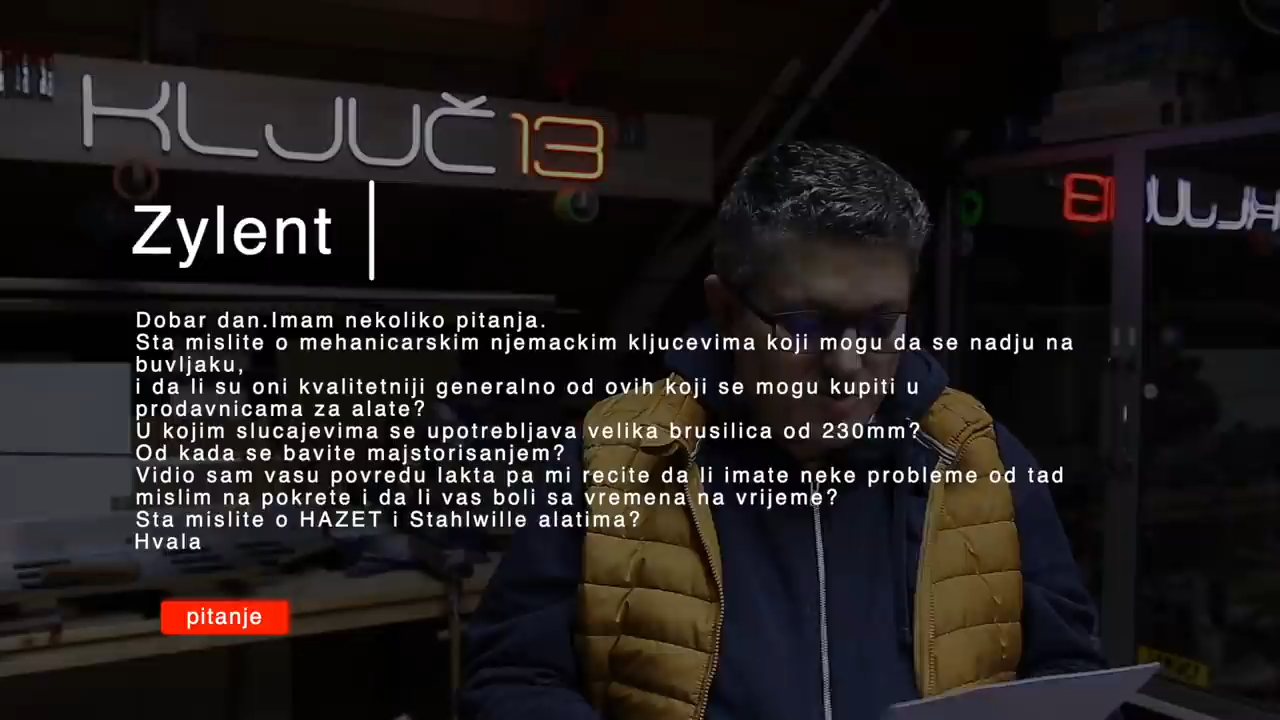 KLJUČ13
Zylent
Dobar dan.Imam nekoliko pitanja.
Sta mislite o mehanicarskim njemackim kljucevima koji mogu da se nadju na
buvljaku,
i da li su oni kvalitetniji generalno od ovih koji se mogu kupiti u
prodavnicama za alate?
U kojim slucajevima se upotrebljava velika brusilica od 230mm?
Od kada se bavite majstorisanjem?
Vidio sam vasu povredu lakta pa mi recite da li imate neke probleme od tad
mislim na pokrete i da li vas boli sa vremena na vrijeme?
Sta mislite o HAZET i Stahlwille alatima?
Hvala
pitanje